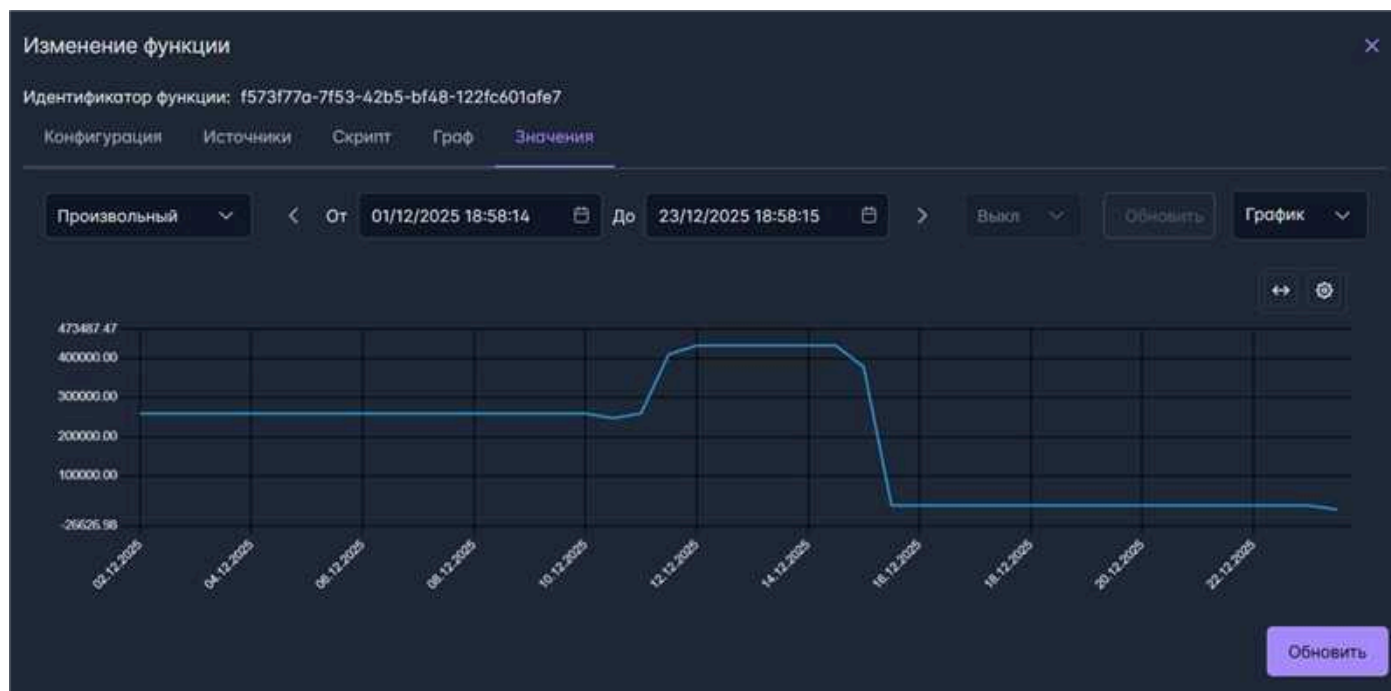 Изменение функции
Идентификатор функции: f573f77a-7f53-42b5-bf48-122fc601afe7
Конфигурация Источники Скрипт Граф Значения
Произвольный От 01/12/2025 18:58:14 До 23/12/2025 18:58:15 Выкл Обновить График
473487.47
400000.00
300000.00
200000.00
100000.00
-26626.98
02.12.2025 04.12.2025 06.12.2025 08.12.2025 10.12.2025 12.12.2025 14.12.2025 16.12.2025 18.12.2025 20.12.2025 22.12.2025
Обновить